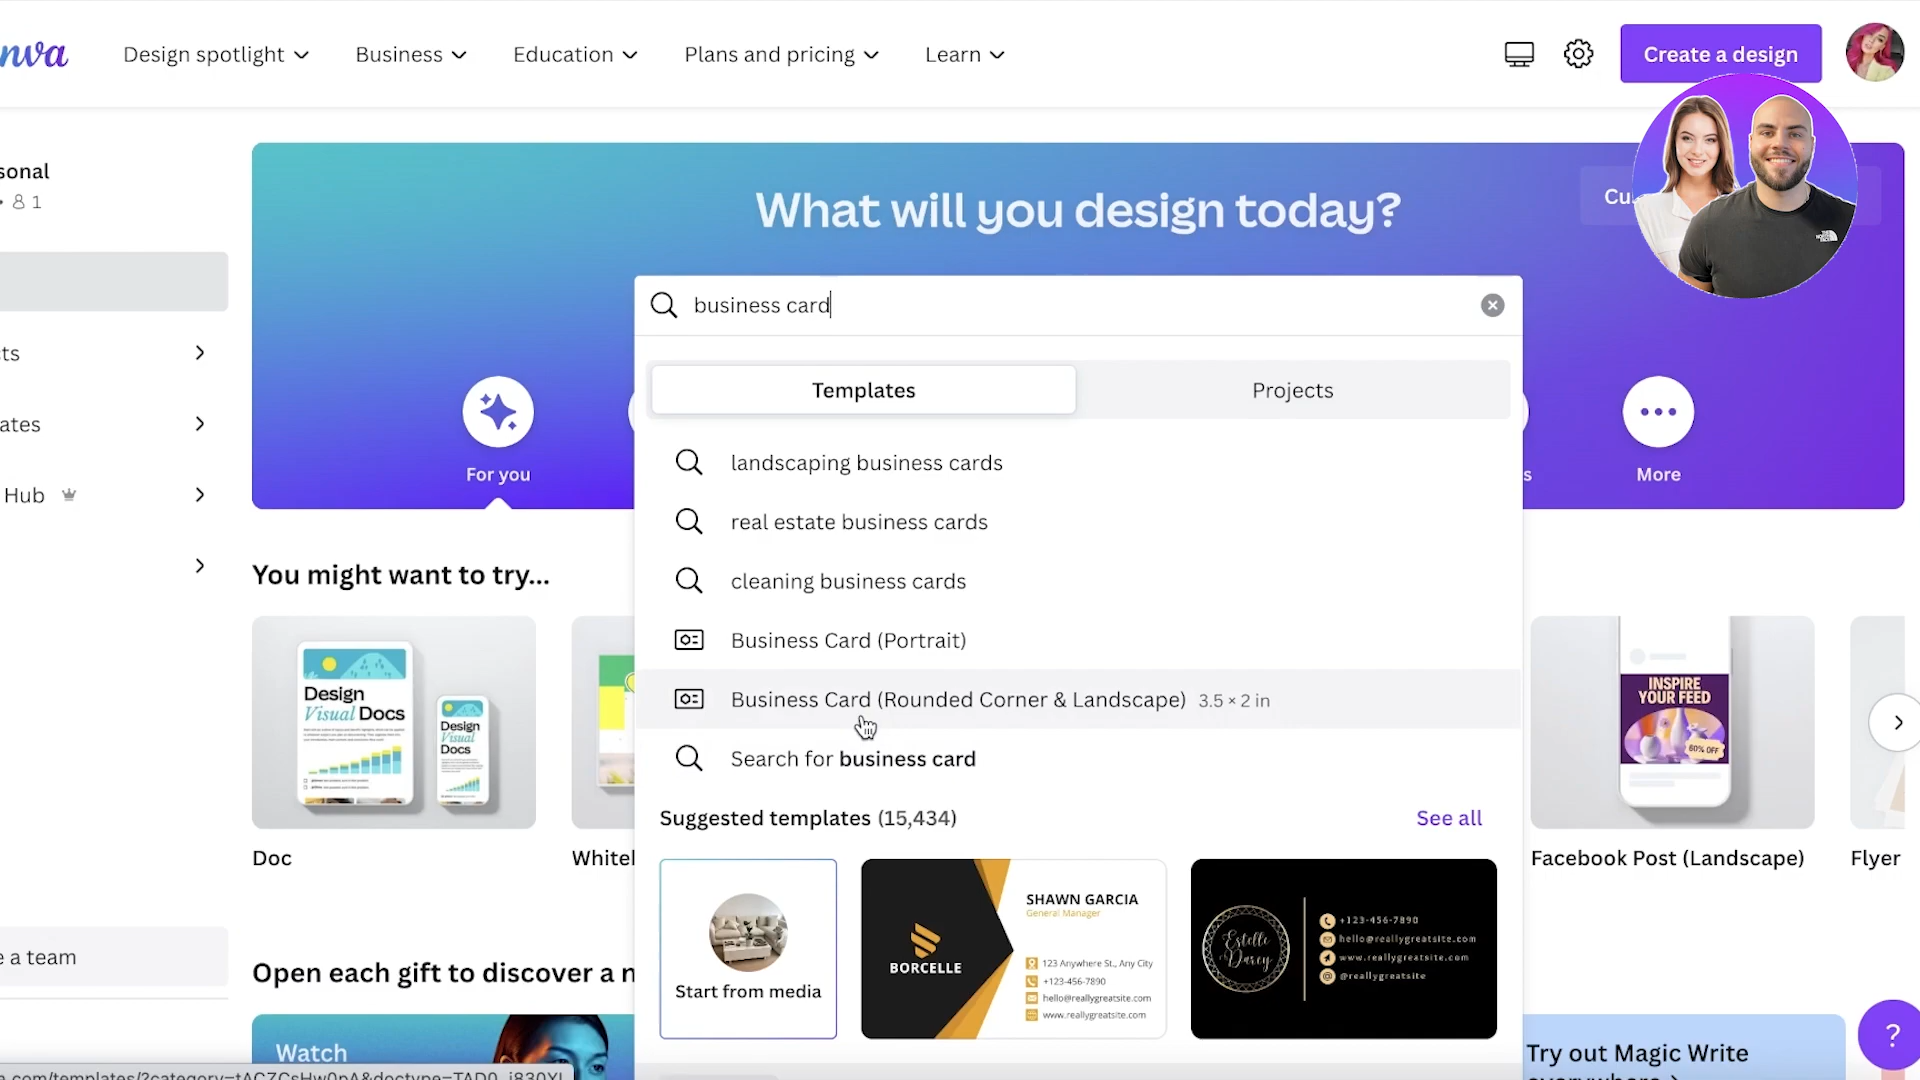 nva
Design spotlight
Business
Education
Plans and pricing
Learn
Create a design
sonal
1
What will you design today?
Cu
business card
Templates
Projects
ts
ates
Hub
For you
s
More
landscaping business cards
real estate business cards
cleaning business cards
Business Card (Portrait)
Business Card (Rounded Corner & Landscape) 3.5 × 2 in
Search for business card
Suggested templates (15,434)
See all
You might want to try...
Design
Visual Docs
Design
Visual
Docs
INSPIRE
YOUR FEED
60% OFF
Doc
Whitel
Facebook Post (Landscape)
Flyer
Start from media
BORCELLE
SHAWN GARCIA
General Manager
123 Anywhere St., Any City
+123-456-7890
hello@reallygreatsite.com
www.reallygreatsite.com
Estelle
Darcy
+123-456-7890
hello@reallygreatsite.com
www.reallygreatsite.com
@reallygreatsite
e a team
Open each gift to discover a n
Watch
Try out Magic Write
?